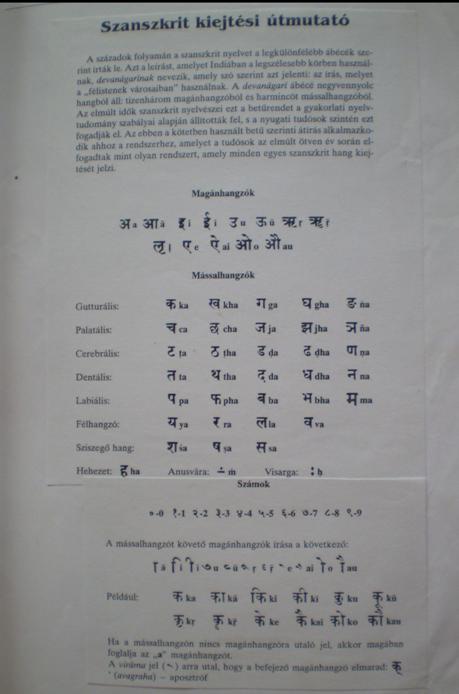 Szanszkrit kiejtési útmutató
A századok folyamán a szanszkrit nyelvet a legkülönfélébb ábécék sze-
rint írták le. Azt a leírást, amelyet Indiában a legszélesebb körben használ-
nak, devanágarinak nevezik, amely szó szerint azt jelenti: az írás, melyet
a „félistenek városaiban” használnak. A devanágarí ábécé negyvennyolc
hangból áll: tizenhárom magánhangzóból és harmincöt mássalhangzóból.
Az elmúlt idők szanszkrit nyelvészei ezt a betűrendet a gyakorlati nyelv-
tudomány szabályai alapján állították fel, s a nyugati tudósok szintén ezt
fogadják el. Az ebben a kötetben használt betű szerinti átírás alkalmazko-
dik ahhoz a rendszerhez, amelyet a tudósok az elmúlt ötven év során el-
fogadtak mint olyan rendszert, amely minden egyes szanszkrit hang kiej-
tését jelzi.
Magánhangzók
अ a आ ā इ i ई ī उ u ऊ ū ऋ ṛ ॠ ṝ
ऌ ḷ ए e ऐ ai ओ o औ au
Mássalhangzók
Gutturális: क ka ख kha ग ga घ gha ङ ṅa
Palatális: च ca छ cha ज ja झ jha ञ ña
Cerebrális: ट ṭa ठ ṭha ड ḍa ढ ḍha ण ṇa
Dentális: त ta थ tha द da ध dha न na
Labiális: प pa फ pha ब ba भ bha म ma
Félhangzó: य ya र ra ल la व va
Sziszegő hang: श śa ष ṣa स sa
Hehezet: ह ha Anusvára: ṁ Visarga: : ḥ
Számok
०-0 १-1 २-2 ३-3 ४-4 ५-5 ६-6 ७-7 ८-8 ९-9
A mássalhangzót követő magánhangzók írása a következő:
ा ā ि i ी ī ु u ू ū ृ ṛ ॄ ṝ े e ै ai ो o ौ au
Például: क ka का kā कि ki की kī कु ku कू kū
कृ kṛ कॄ kṝ के ke कै kai को ko कौ kau
Ha a mássalhangzón nincs magánhangzóra utaló jel, akkor magában
foglalja az „a” magánhangzót.
A viráma jel (्) arra utal, hogy a befejező magánhangzó elmarad: क्
' (avagraha) – aposztróf